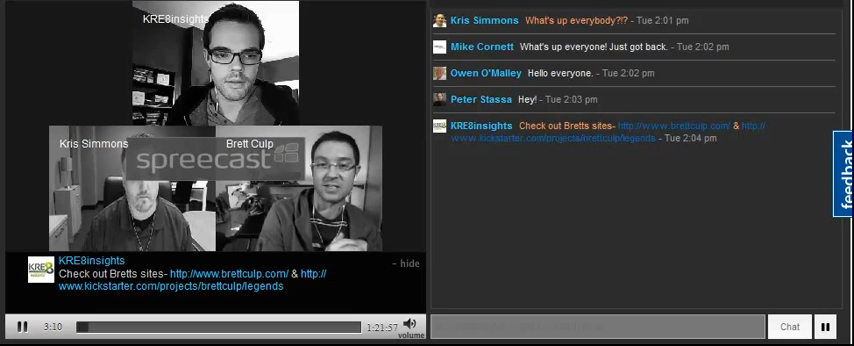 KRE8insights
Kris Simmons
Brett Culp
spreecast
KRE8
KRE8insights
Check out Bretts sites- http://www.brettculp.com/ & http://
www.kickstarter.com/projects/brettculp/legends
– hide
3:10
1:21:57
volume
Kris Simmons What's up everybody?!? - Tue 2:01 pm
Mike Cornett What's up everyone! Just got back. - Tue 2:02 pm
Owen O'Malley Hello everyone. - Tue 2:02 pm
Peter Stassa Hey! - Tue 2:03 pm
KRE8insights Check out Bretts sites- http://www.brettculp.com/ & http://
www.kickstarter.com/projects/brettculp/legends - Tue 2:04 pm
Chat
feedback